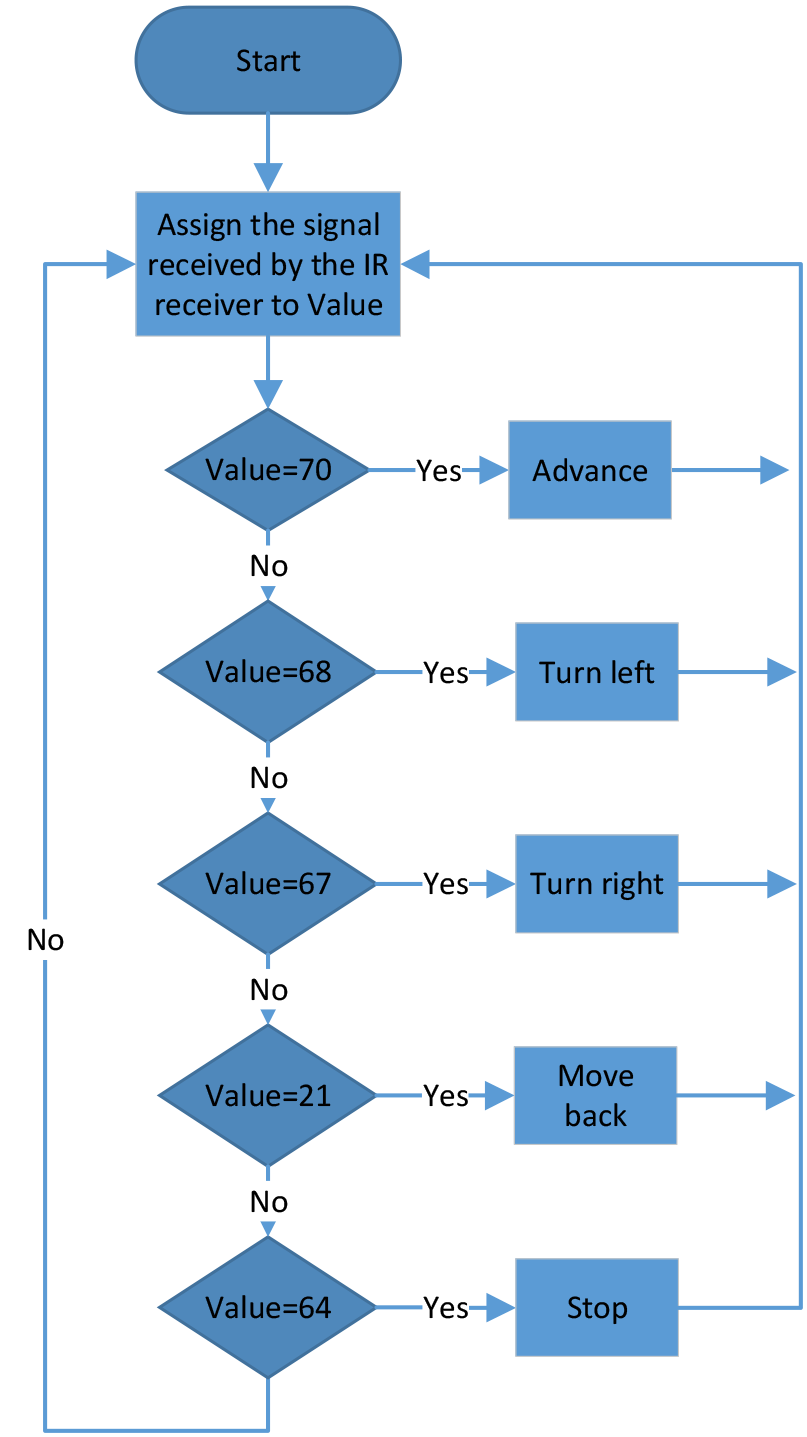 Start
Assign the signal
received by the IR
receiver to Value
Value=70
Yes
Advance
No
Value=68
Yes
Turn left
No
Value=67
Yes
Turn right
No
No
Value=21
Yes
Move
back
No
Value=64
Yes
Stop